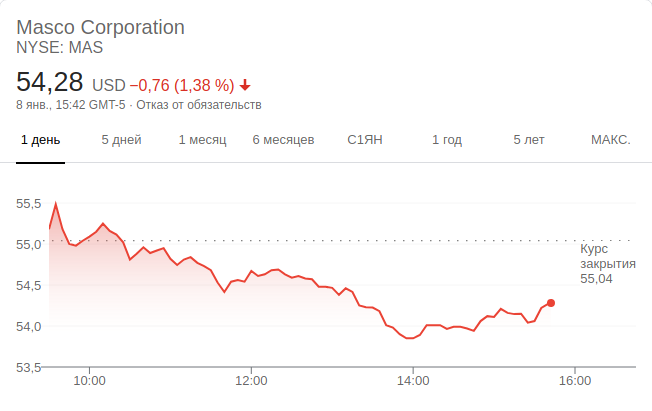 Masco Corporation
NYSE: MAS
54,28 USD −0,76 (1,38 %)
8 янв., 15:42 GMT-5 · Отказ от обязательств
1 день 5 дней 1 месяц 6 месяцев С1ЯН 1 год 5 лет МАКС.
55,5
55,0
54,5
54,0
53,5
Курс
закрытия
55,04
10:00 12:00 14:00 16:00